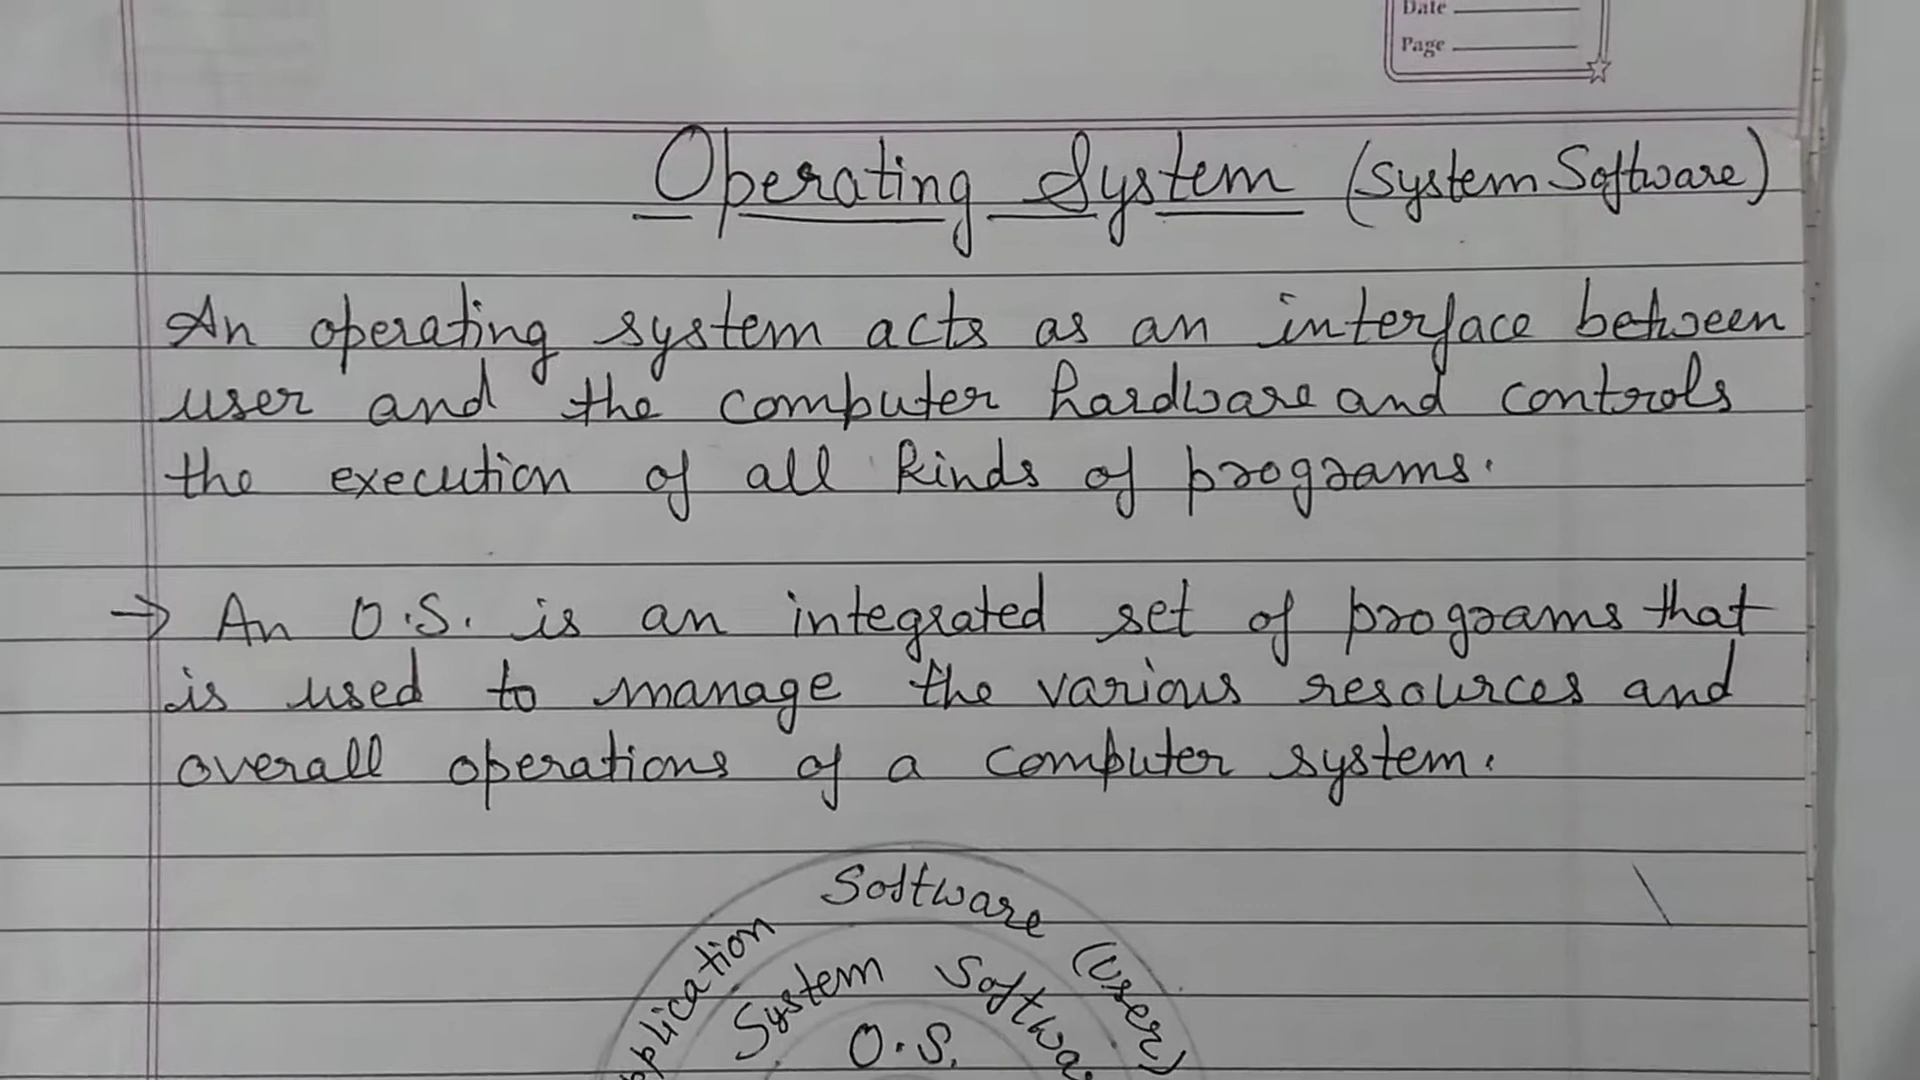 Date
Page
Operating System (System Software)
An operating system acts as an interface between
user and the computer hardware and controls
the execution of all kinds of programs.
→ An O.S. is an integrated set of programs that
is used to manage the various resources and
overall operations of a computer system.
Software (User)
System Software
O.S.